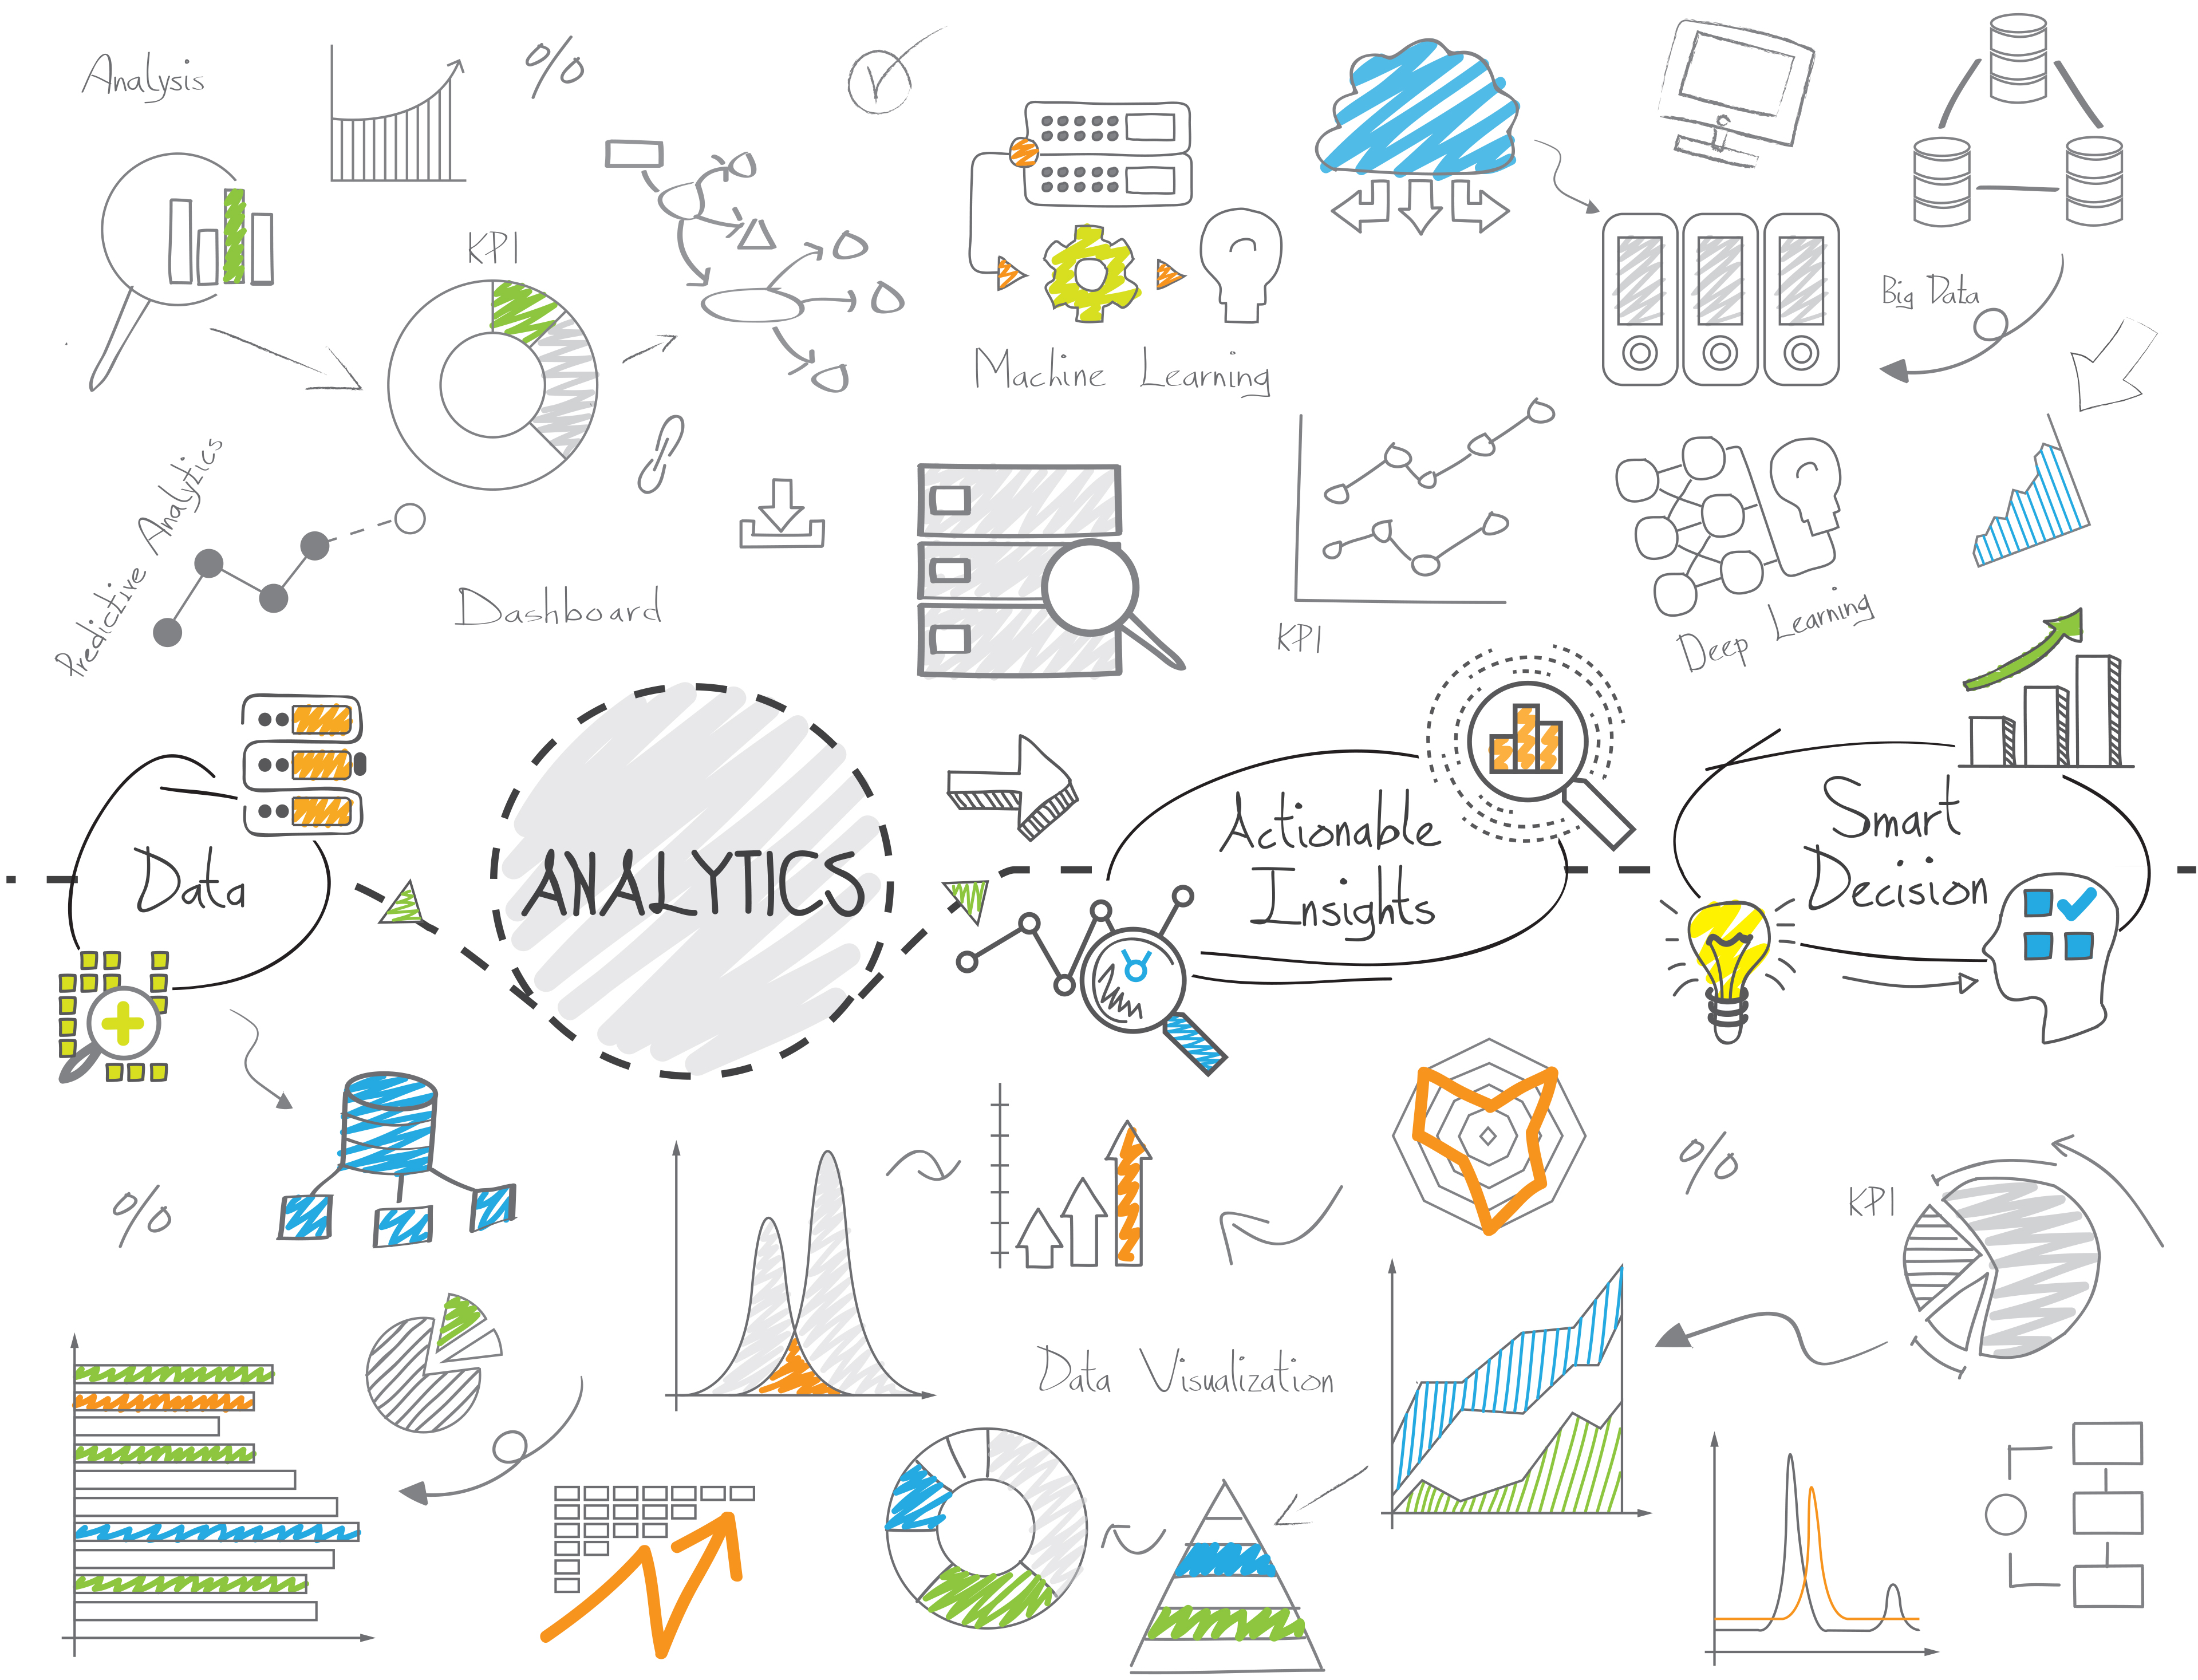 Analysis
%
KPI
Machine Learning
Big Data
Predictive Analytics
Dashboard
KPI
Deep Learning
Data
ANALYTICS
Actionable
Insights
Smart
Decision
%
%
KPI
Data Visualization